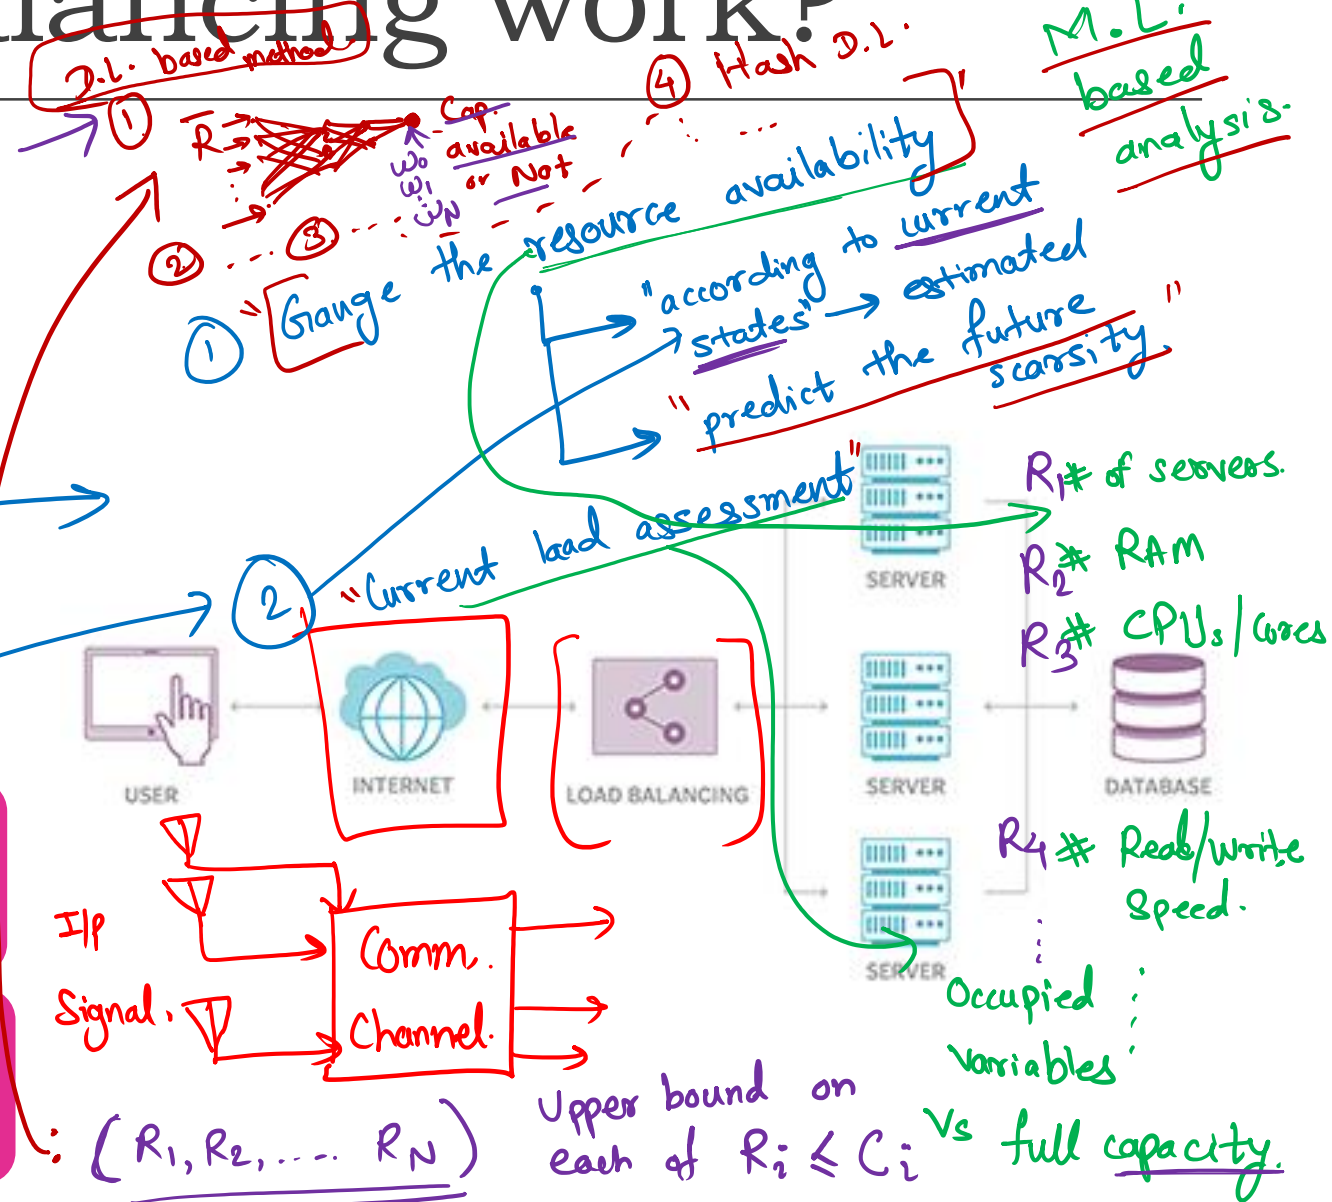 ancing work?
D.L. based method
① R
Cap.
available
or Not
w₀
w₁
w_N
② ③
④ Hash D.L.
M.L.
based
analysis.
① "Gauge the resource availability"
"according to current
states" → estimated
"predict the future
scarsity"
② "Current load assessment"
R₁ # of servers.
R₂ # RAM
R₃ # CPUs/Cores
R₄ # Read/Write
Speed.
SERVER
SERVER
SERVER
USER
INTERNET
LOAD BALANCING
DATABASE
I/p
Signal.
Comm.
Channel.
Occupied
Variables
Vs full capacity.
: (R₁, R₂, .... R_N)
Upper bound on
each of Rᵢ ≤ Cᵢ